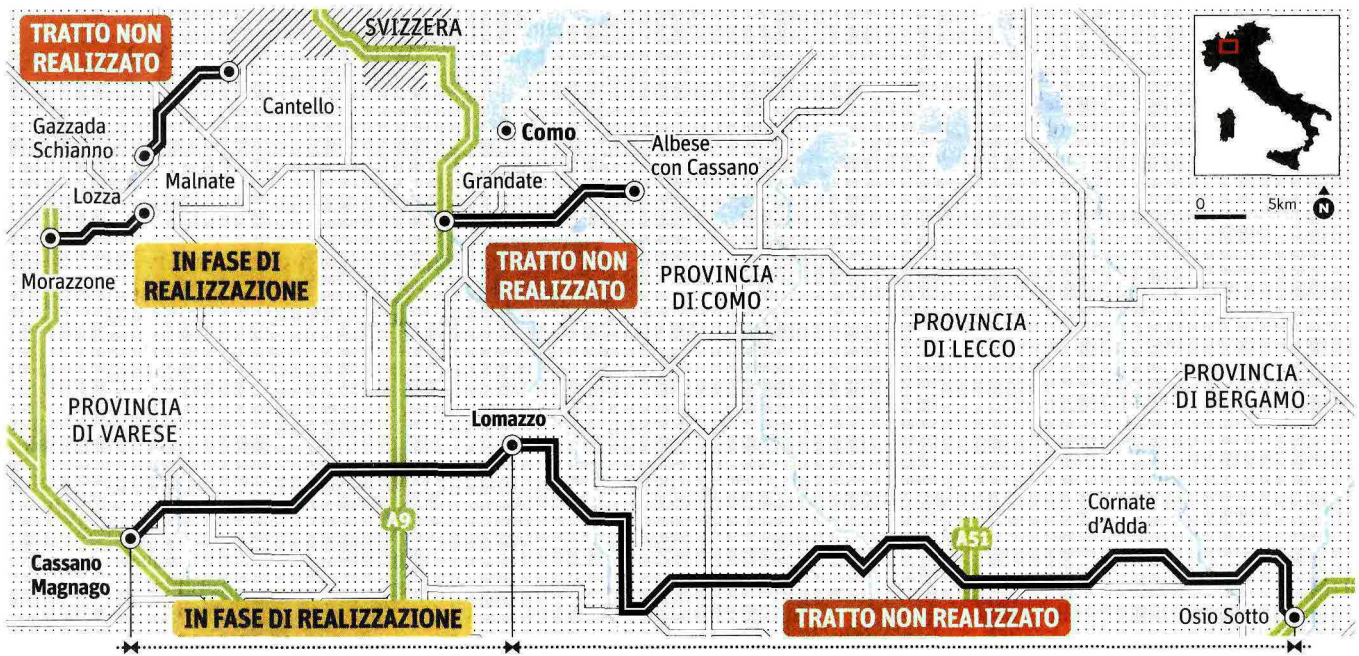 TRATTO NON
REALIZZATO
SVIZZERA
Cantello
Gazzada
Schianno
Como
Albese
con Cassano
Malnate
Grandate
Lozza
0 5km
N
IN FASE DI
REALIZZAZIONE
TRATTO NON
REALIZZATO
Morazzone
PROVINCIA
DI COMO
PROVINCIA
DI LECCO
PROVINCIA
DI BERGAMO
PROVINCIA
DI VARESE
Lomazzo
Cornate
d'Adda
A9
A51
Cassano
Magnago
IN FASE DI REALIZZAZIONE
TRATTO NON REALIZZATO
Osio Sotto